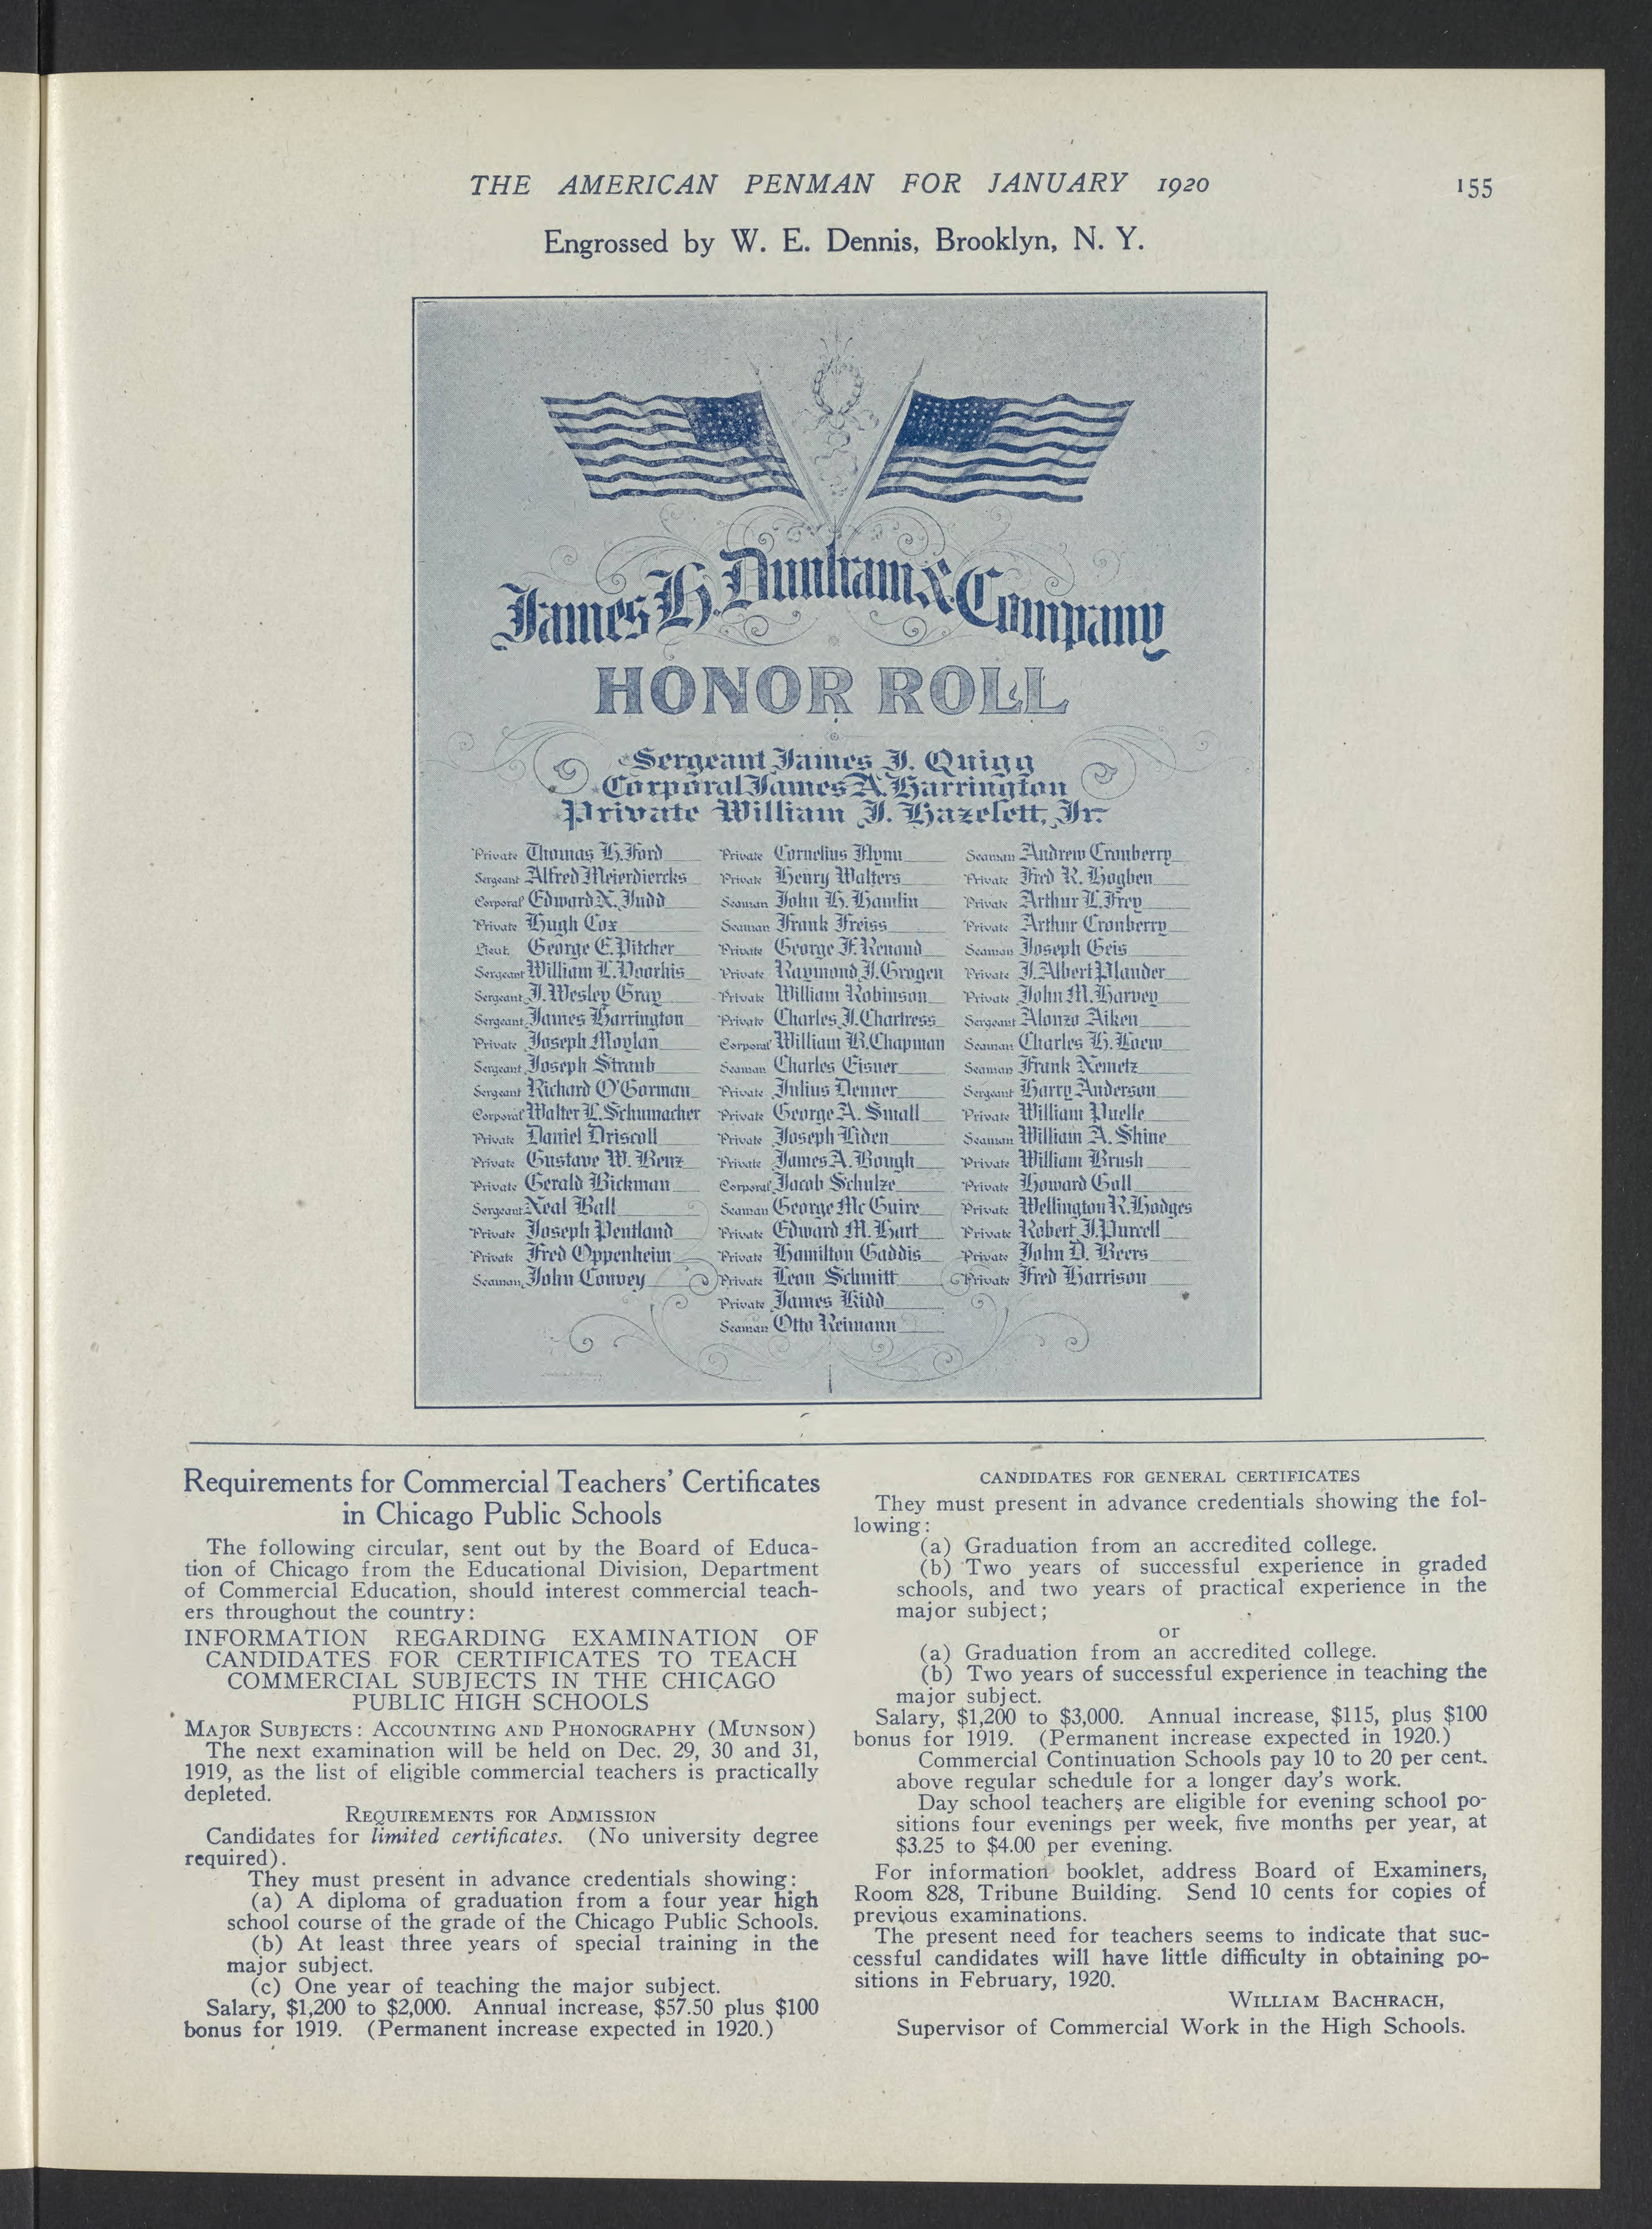 THE AMERICAN PENMAN FOR JANUARY 1920
155
Engrossed by W. E. Dennis, Brooklyn, N. Y.
James H. Dunham & Company
HONOR ROLL
Sergeant James J. Quigg
Corporal James A. Harrington
Private William J. Hazelett, Jr.
Private Thomas H. Ford
Sergeant Alfred Meierdiercks
Corporal Edward N. Judd
Private Hugh Cox
Lieut. George E. Pitcher
Sergeant William L. Voorhis
Sergeant J. Wesley Gray
Sergeant James Harrington
Private Joseph Moylan
Sergeant Joseph Straub
Sergeant Richard O'Gorman
Corporal Walter L. Schumacher
Private Daniel Driscoll
Private Gustave W. Benz
Private Gerald Bickman
Sergeant Neal Ball
Private Joseph Pentland
Private Fred Oppenheim
Seaman John Convey
Private Cornelius Flynn
Private Henry Walters
Seaman John H. Hamlin
Seaman Frank Freiss
Private George F. Renaud
Private Raymond J. Grogen
Private William Robinson
Private Charles J. Chartress
Corporal William R. Chapman
Seaman Charles Eisner
Private Julius Denner
Private George A. Small
Private Joseph Liden
Private James A. Bough
Corporal Jacob Schulze
Seaman George Mc Guire
Private Edward M. Hart
Private Hamilton Gaddis
Private Leon Schmitt
Private James Kidd
Seaman Otto Reimann
Seaman Andrew Cronberry
Private Fred R. Hogben
Private Arthur L. Frey
Private Arthur Cronberry
Seaman Joseph Geis
Private J. Albert Plander
Private John M. Harvey
Sergeant Alonzo Aiken
Seaman Charles H. Loew
Seaman Frank Nemetz
Sergeant Harry Anderson
Private William Puelle
Seaman William A. Shine
Private William Brush
Private Howard Goll
Private Wellington R. Hodges
Private Robert J. Purcell
Private John D. Beers
Private Fred Harrison
Requirements for Commercial Teachers' Certificates
in Chicago Public Schools
The following circular, sent out by the Board of Educa-
tion of Chicago from the Educational Division, Department
of Commercial Education, should interest commercial teach-
ers throughout the country:
INFORMATION REGARDING EXAMINATION OF
CANDIDATES FOR CERTIFICATES TO TEACH
COMMERCIAL SUBJECTS IN THE CHICAGO
PUBLIC HIGH SCHOOLS
MAJOR SUBJECTS: ACCOUNTING AND PHONOGRAPHY (MUNSON)
The next examination will be held on Dec. 29, 30 and 31,
1919, as the list of eligible commercial teachers is practically
depleted.
REQUIREMENTS FOR ADMISSION
Candidates for limited certificates. (No university degree
required).
They must present in advance credentials showing:
(a) A diploma of graduation from a four year high
school course of the grade of the Chicago Public Schools.
(b) At least three years of special training in the
major subject.
(c) One year of teaching the major subject.
Salary, $1,200 to $2,000. Annual increase, $57.50 plus $100
bonus for 1919. (Permanent increase expected in 1920.)
CANDIDATES FOR GENERAL CERTIFICATES
They must present in advance credentials showing the fol-
lowing:
(a) Graduation from an accredited college.
(b) Two years of successful experience in graded
schools, and two years of practical experience in the
major subject;
or
(a) Graduation from an accredited college.
(b) Two years of successful experience in teaching the
major subject.
Salary, $1,200 to $3,000. Annual increase, $115, plus $100
bonus for 1919. (Permanent increase expected in 1920.)
Commercial Continuation Schools pay 10 to 20 per cent.
above regular schedule for a longer day's work.
Day school teachers are eligible for evening school po-
sitions four evenings per week, five months per year, at
$3.25 to $4.00 per evening.
For information booklet, address Board of Examiners,
Room 828, Tribune Building. Send 10 cents for copies of
previous examinations.
The present need for teachers seems to indicate that suc-
cessful candidates will have little difficulty in obtaining po-
sitions in February, 1920.
WILLIAM BACHRACH,
Supervisor of Commercial Work in the High Schools.